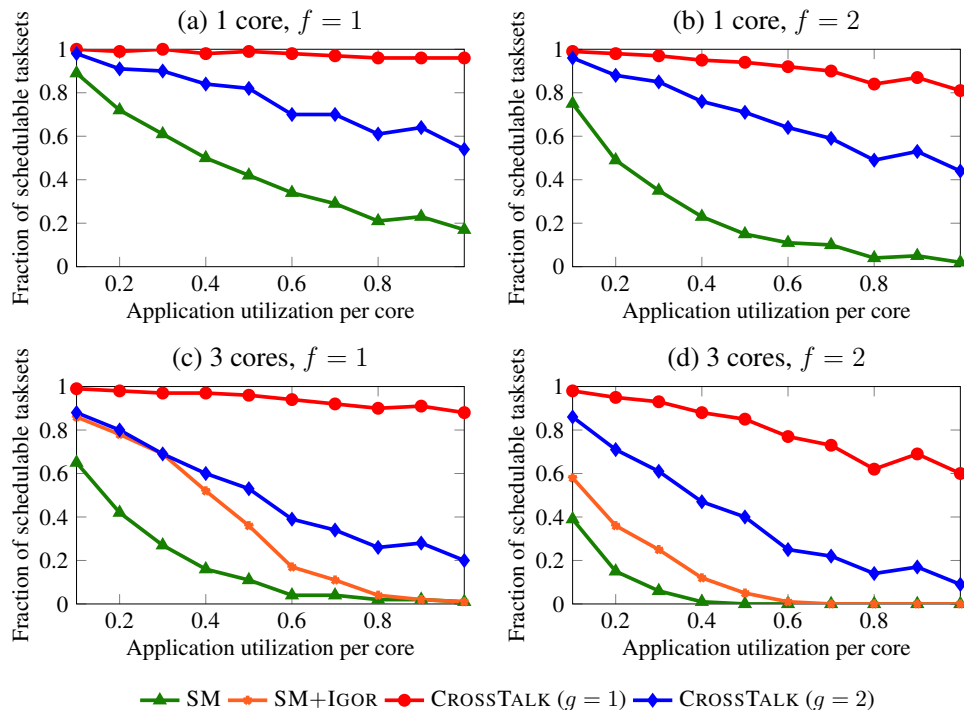 (a) 1 core, f = 1
Fraction of schedulable tasksets
1
0.8
0.6
0.4
0.2
0
0.2 0.4 0.6 0.8
Application utilization per core
(b) 1 core, f = 2
Fraction of schedulable tasksets
1
0.8
0.6
0.4
0.2
0
0.2 0.4 0.6 0.8
Application utilization per core
(c) 3 cores, f = 1
Fraction of schedulable tasksets
1
0.8
0.6
0.4
0.2
0
0.2 0.4 0.6 0.8
Application utilization per core
(d) 3 cores, f = 2
Fraction of schedulable tasksets
1
0.8
0.6
0.4
0.2
0
0.2 0.4 0.6 0.8
Application utilization per core
SM SM+IGOR CROSSTALK (g = 1) CROSSTALK (g = 2)